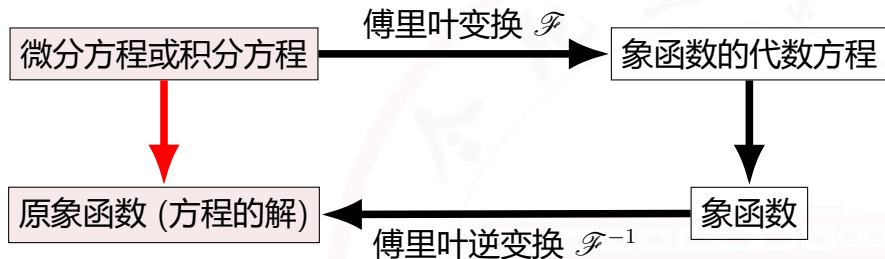 傅里叶变换 ℱ
微分方程或积分方程
象函数的代数方程
原象函数 (方程的解)
象函数
傅里叶逆变换 ℱ⁻¹